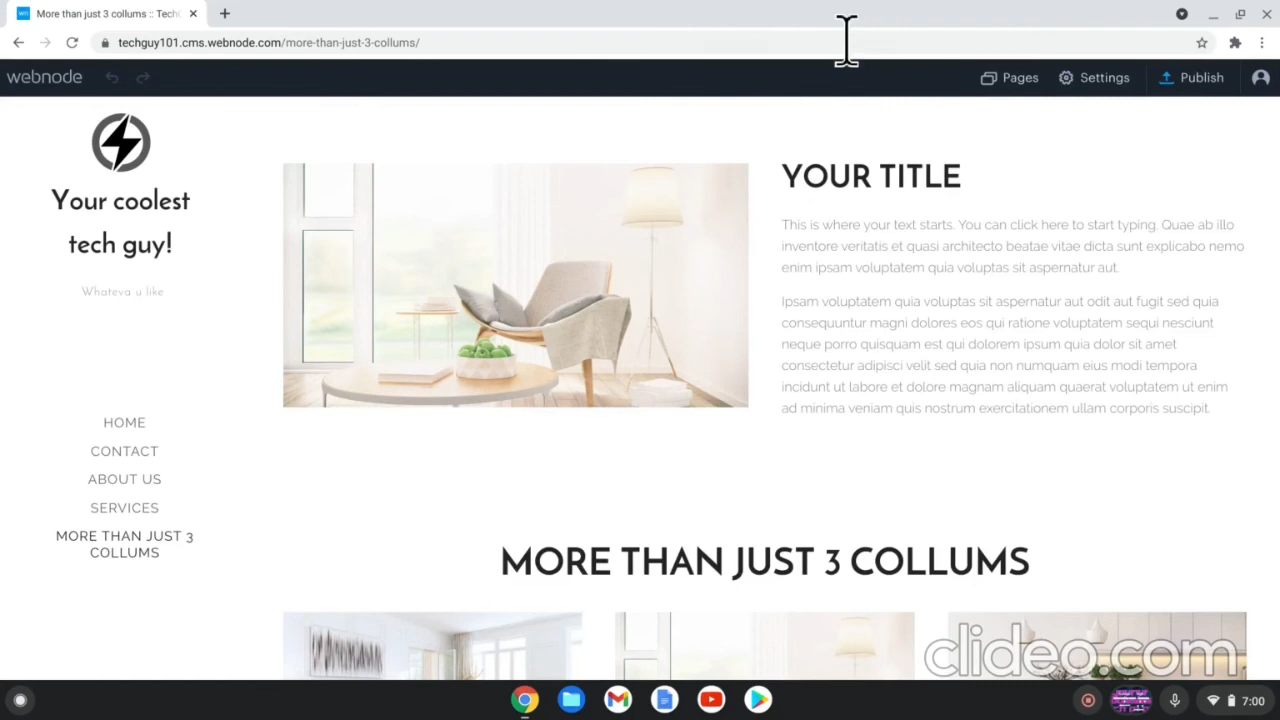 More than just 3 collums :: Tech
techguy101.cms.webnode.com/more-than-just-3-collums/
webnode
Pages
Settings
Publish
Your coolest
tech guy!
Whateva u like
HOME
CONTACT
ABOUT US
SERVICES
MORE THAN JUST 3
COLLUMS
YOUR TITLE
This is where your text starts. You can click here to start typing. Quae ab illo
inventore veritatis et quasi architecto beatae vitae dicta sunt explicabo nemo
enim ipsam voluptatem quia voluptas sit aspernatur aut.
Ipsam voluptatem quia voluptas sit aspernatur aut odit aut fugit sed quia
consequuntur magni dolores eos qui ratione voluptatem sequi nesciunt
neque porro quisquam est qui dolorem ipsum quia dolor sit amet
consectetur adipisci velit sed quia non numquam eius modi tempora
incidunt ut labore et dolore magnam aliquam quaerat voluptatem ut enim
ad minima veniam quis nostrum exercitationem ullam corporis suscipit.
MORE THAN JUST 3 COLLUMS
clideo.com
7:00